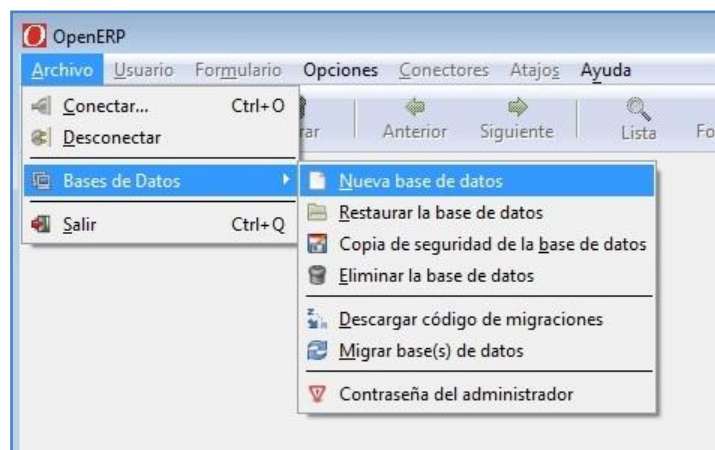 OpenERP
Archivo Usuario Formulario Opciones Conectores Atajos Ayuda
Conectar... Ctrl+O
Desconectar
Bases de Datos
Salir Ctrl+Q
Anterior Siguiente Lista
Nueva base de datos
Restaurar la base de datos
Copia de seguridad de la base de datos
Eliminar la base de datos
Descargar código de migraciones
Migrar base(s) de datos
Contraseña del administrador